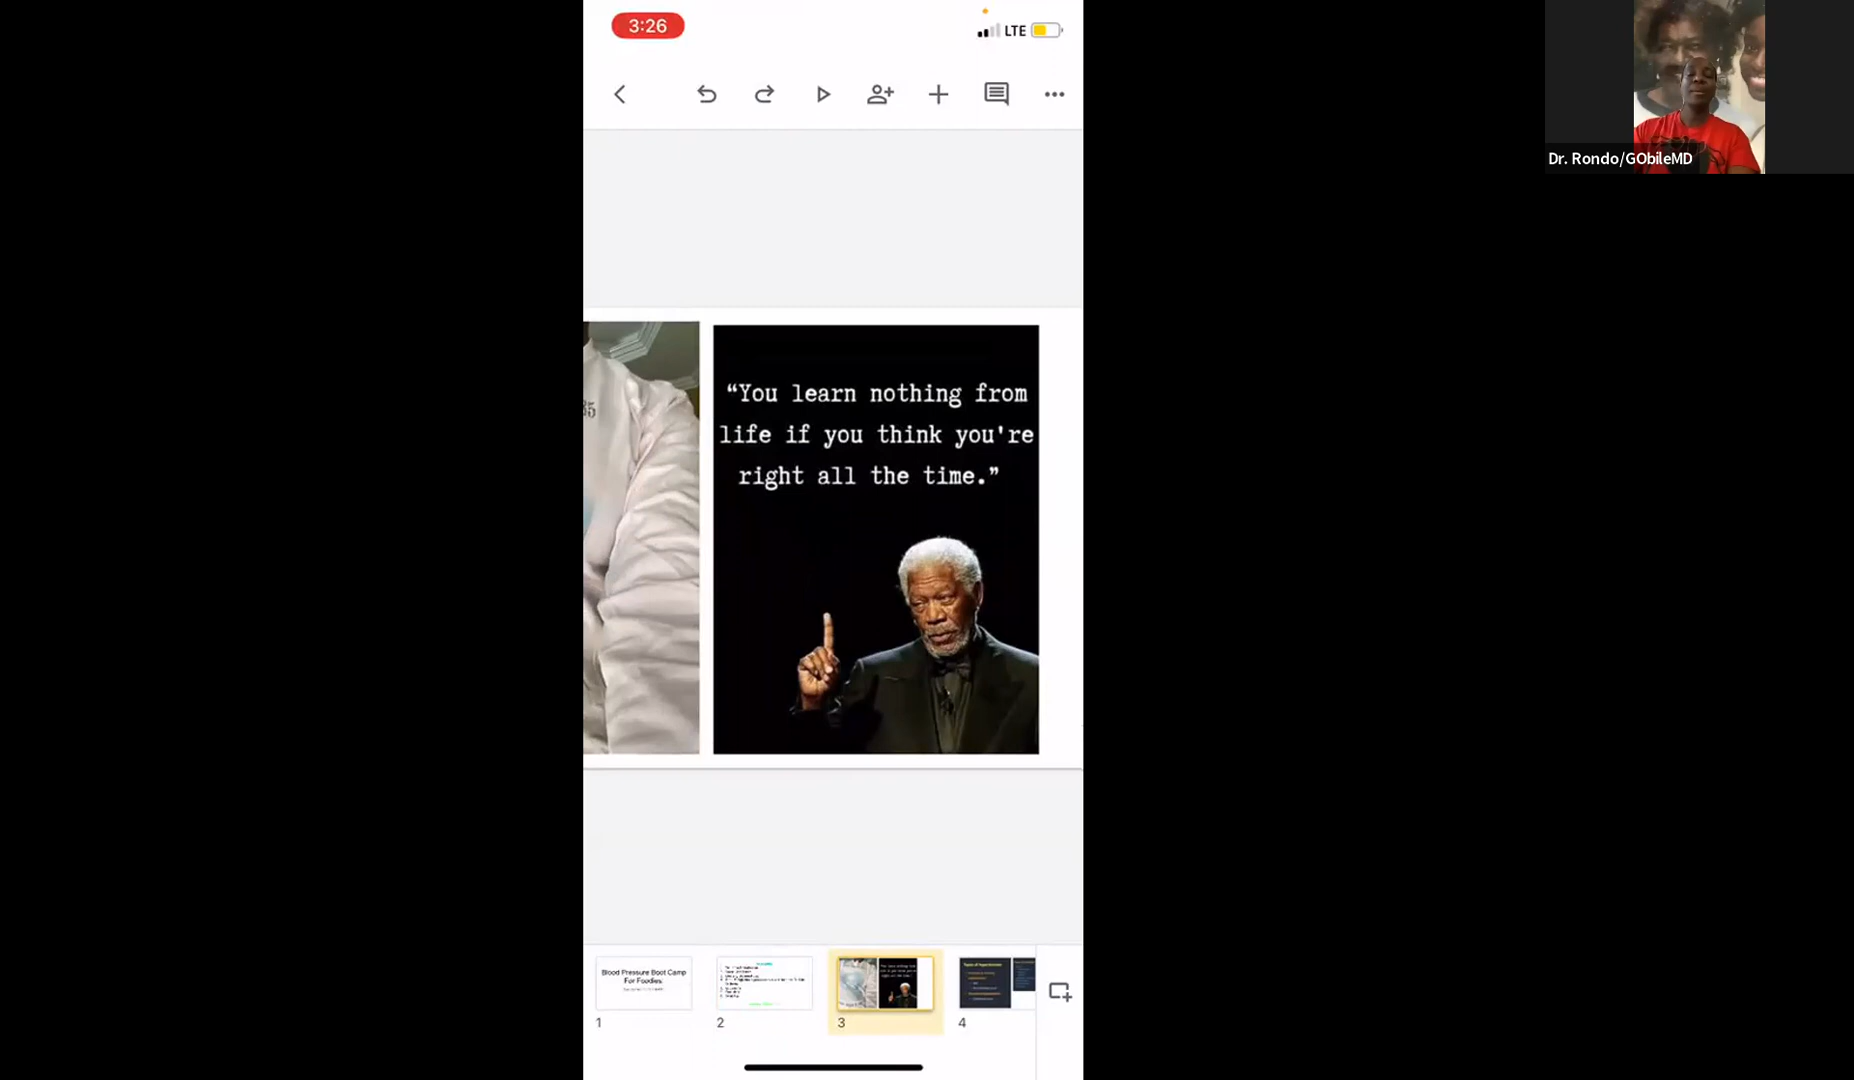 3:26
LTE
Dr. Rondo/GObileMD
35
“You learn nothing from
life if you think you're
right all the time.”
Blood Pressure Boot Camp
For Foodies
1
2
3
4